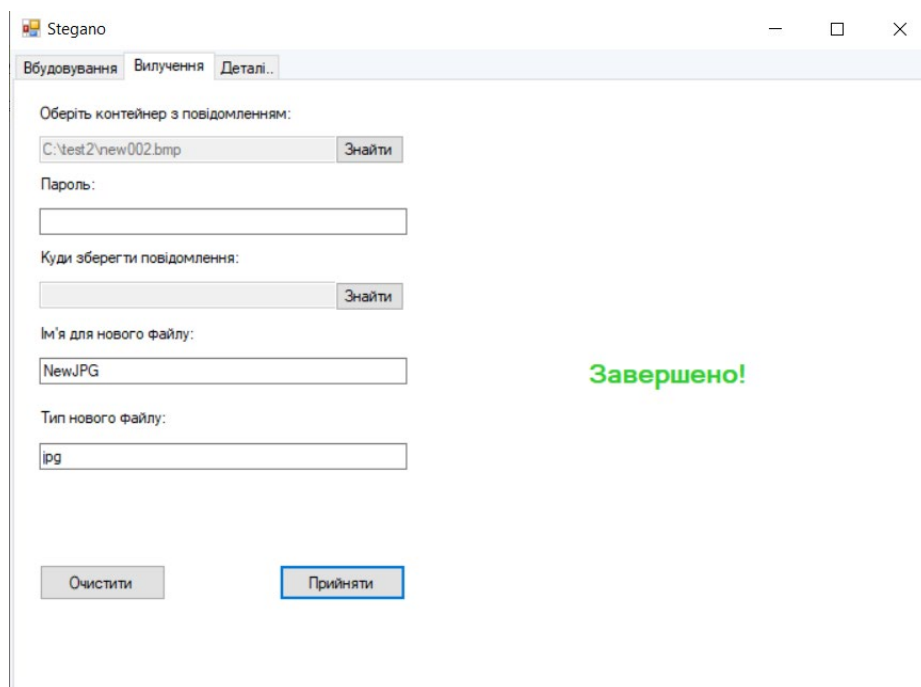 Stegano
Вбудовування Вилучення Деталі..
Оберіть контейнер з повідомленням:
C:\test2\new002.bmp Знайти
Пароль:
Куди зберегти повідомлення:
Знайти
Ім'я для нового файлу:
NewJPG
Завершено!
Тип нового файлу:
jpg
Очистити Прийняти